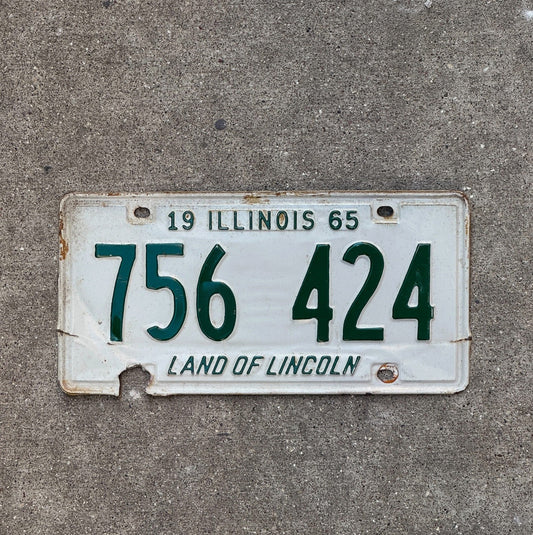 19 ILLINOIS 65
756 424
LAND OF LINCOLN